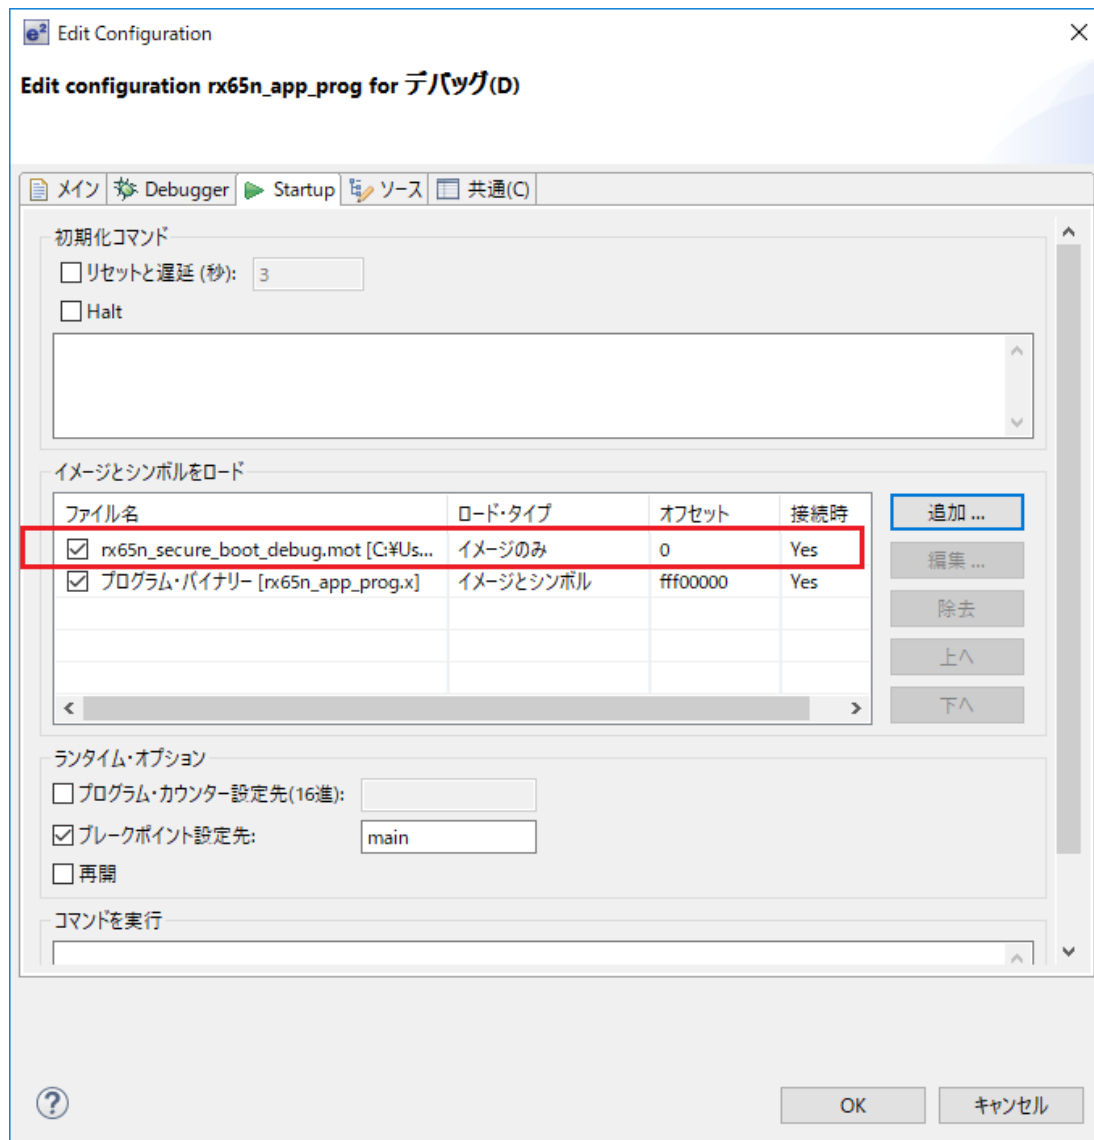 e² Edit Configuration
Edit configuration rx65n_app_prog for デバッグ(D)
メイン Debugger Startup ソース 共通(C)
初期化コマンド
リセットと遅延 (秒): 3
Halt
イメージとシンボルをロード
ファイル名 ロード・タイプ オフセット 接続時 追加 ...
rx65n_secure_boot_debug.mot [C:¥Us... イメージのみ 0 Yes
編集 ...
プログラム・バイナリー [rx65n_app_prog.x] イメージとシンボル fff00000 Yes
除去
上へ
下へ
ランタイム・オプション
プログラム・カウンター設定先(16進):
ブレークポイント設定先: main
再開
コマンドを実行
? OK キャンセル